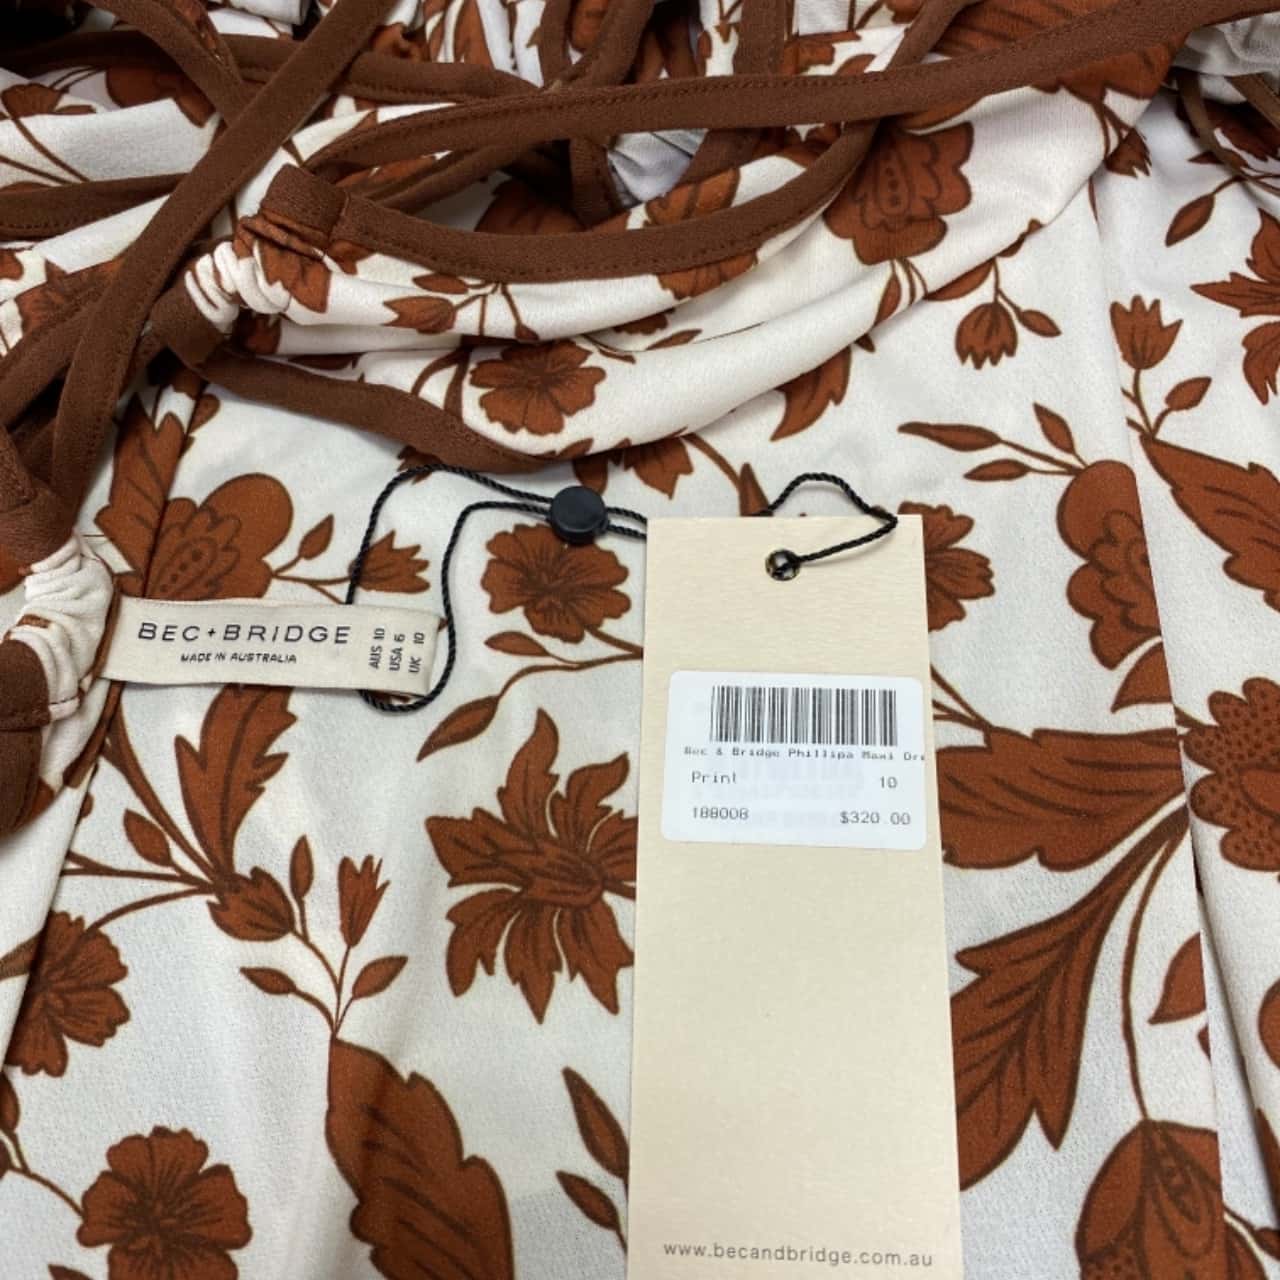 BEC+BRIDGE
MADE IN AUSTRALIA
AUS 10
USA 6
UK 10
Bec & Bridge Phillipa Maxi Dre
Print 10
188008 $320.00
www.becandbridge.com.au